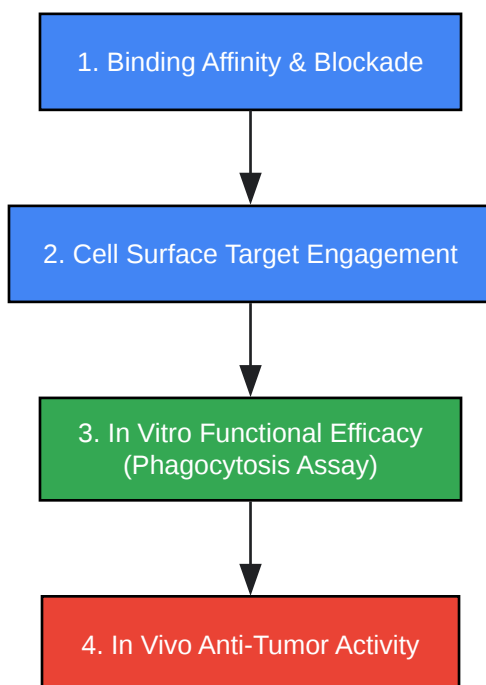 1. Binding Affinity & Blockade
2. Cell Surface Target Engagement
3. In Vitro Functional Efficacy
(Phagocytosis Assay)
4. In Vivo Anti-Tumor Activity